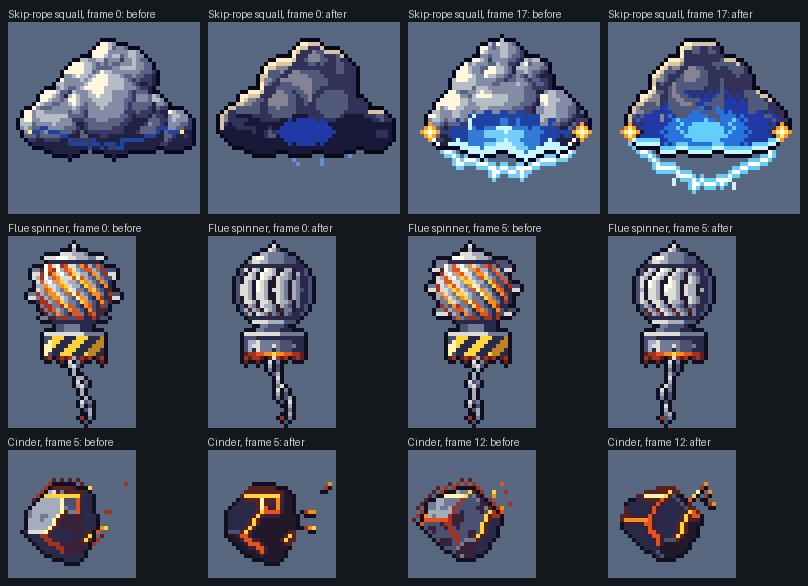 Skip-rope squall, frame 0: before
Skip-rope squall, frame 0: after
Skip-rope squall, frame 17: before
Skip-rope squall, frame 17: after
Flue spinner, frame 0: before
Flue spinner, frame 0: after
Flue spinner, frame 5: before
Flue spinner, frame 5: after
Cinder, frame 5: before
Cinder, frame 5: after
Cinder, frame 12: before
Cinder, frame 12: after